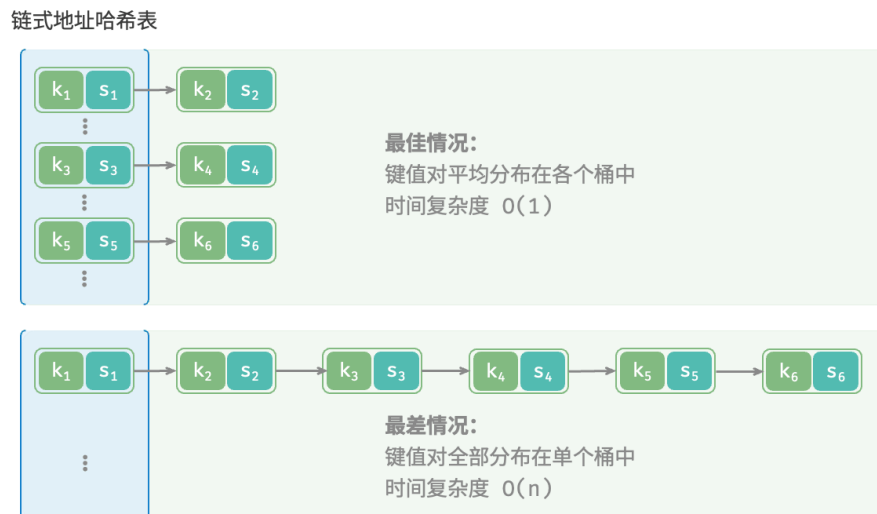 链式地址哈希表
k₁ s₁ k₂ s₂
k₃ s₃ k₄ s₄
k₅ s₅ k₆ s₆
最佳情况：
键值对平均分布在各个桶中
时间复杂度 O(1)
k₁ s₁ k₂ s₂ k₃ s₃ k₄ s₄ k₅ s₅ k₆ s₆
最差情况：
键值对全部分布在单个桶中
时间复杂度 O(n)